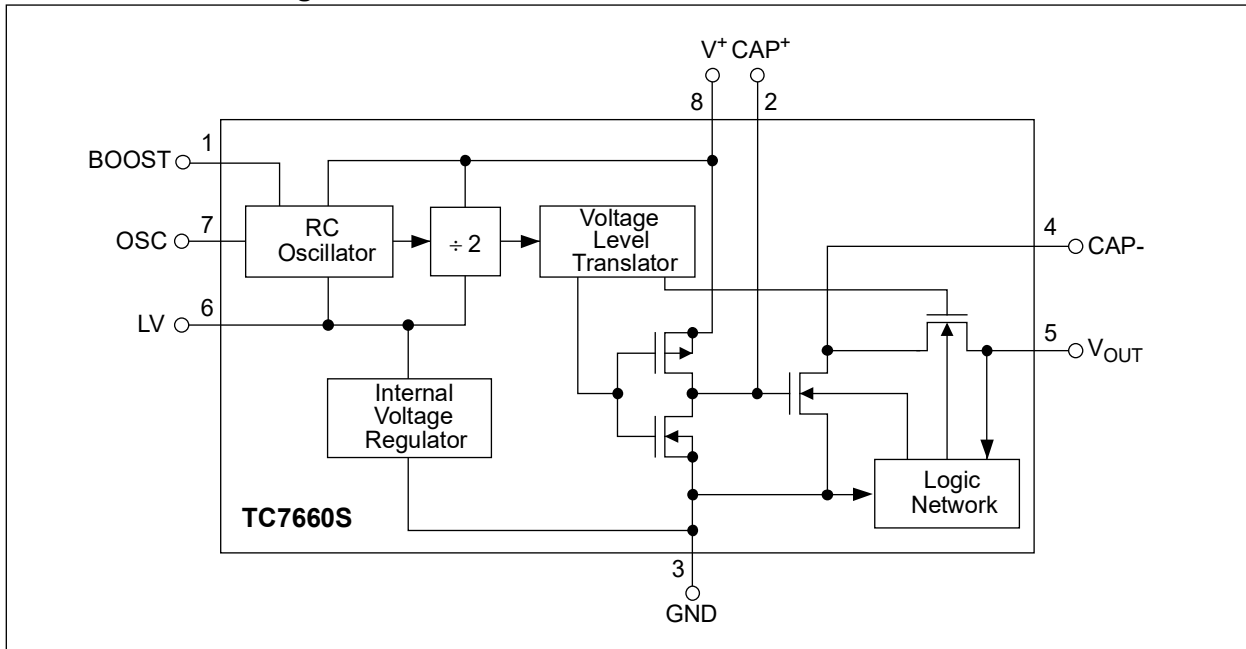 V+ CAP+
8
2
1
BOOST
7
OSC
RC
Oscillator
÷ 2
Voltage
Level
Translator
4
CAP-
6
LV
5
VOUT
Internal
Voltage
Regulator
Logic
Network
TC7660S
3
GND